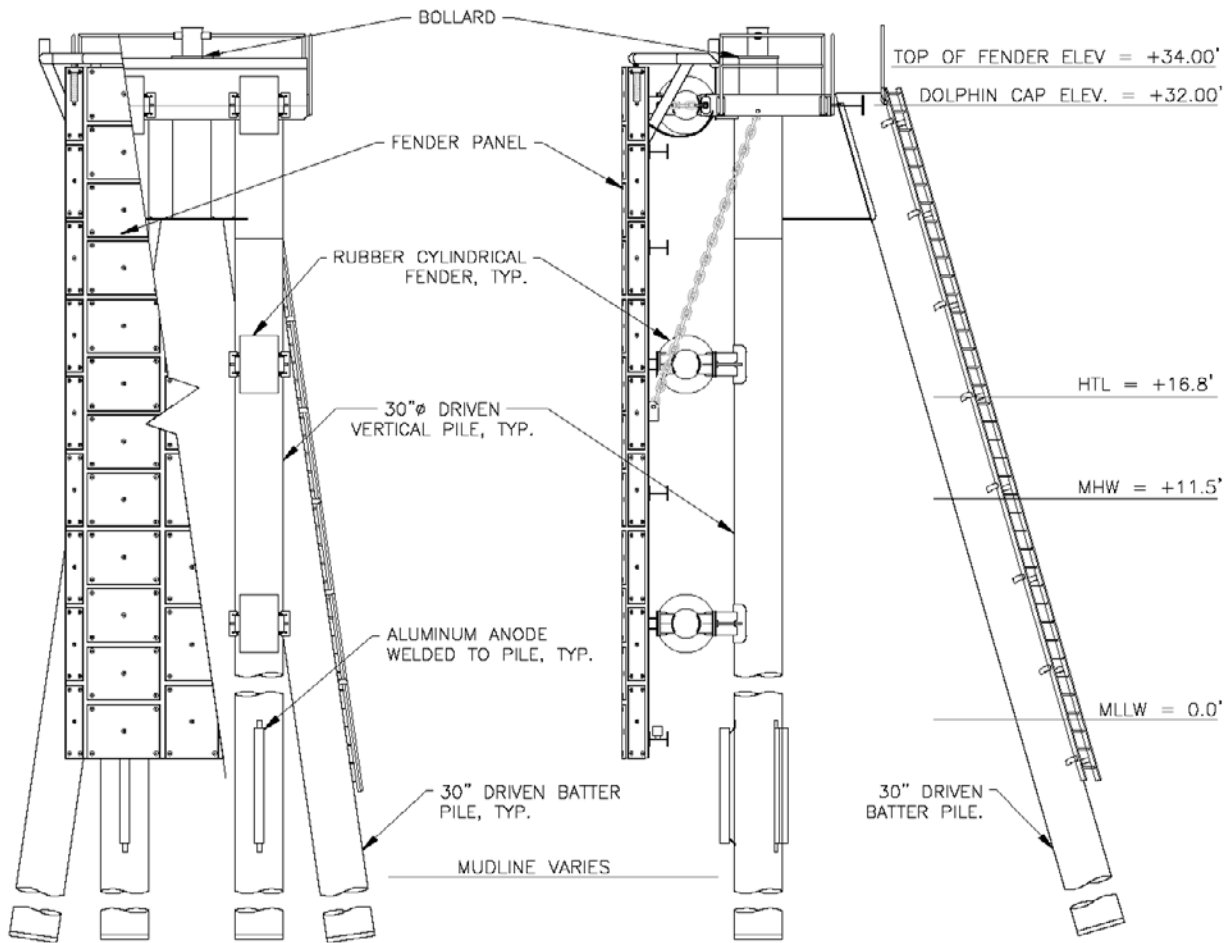 BOLLARD
TOP OF FENDER ELEV = +34.00'
DOLPHIN CAP ELEV. = +32.00'
FENDER PANEL
RUBBER CYLINDRICAL
FENDER, TYP.
HTL = +16.8'
30"ø DRIVEN
VERTICAL PILE, TYP.
MHW = +11.5'
ALUMINUM ANODE
WELDED TO PILE, TYP.
MLLW = 0.0'
30" DRIVEN BATTER
PILE, TYP.
30" DRIVEN
BATTER PILE.
MUDLINE VARIES